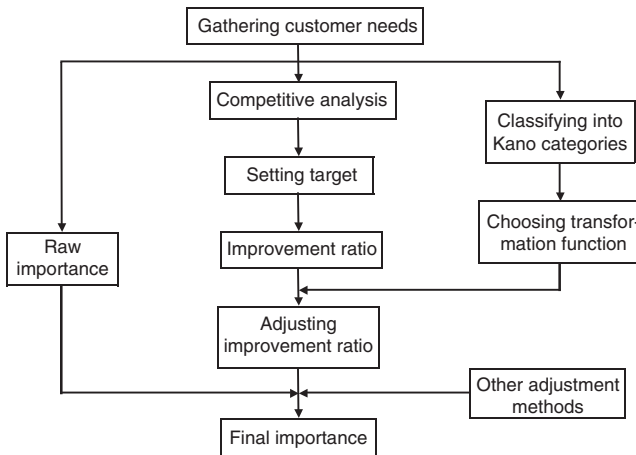 Gathering customer needs
Competitive analysis
Classifying into
Kano categories
Setting target
Choosing transfor-
mation function
Raw
importance
Improvement ratio
Adjusting
improvement ratio
Other adjustment
methods
Final importance